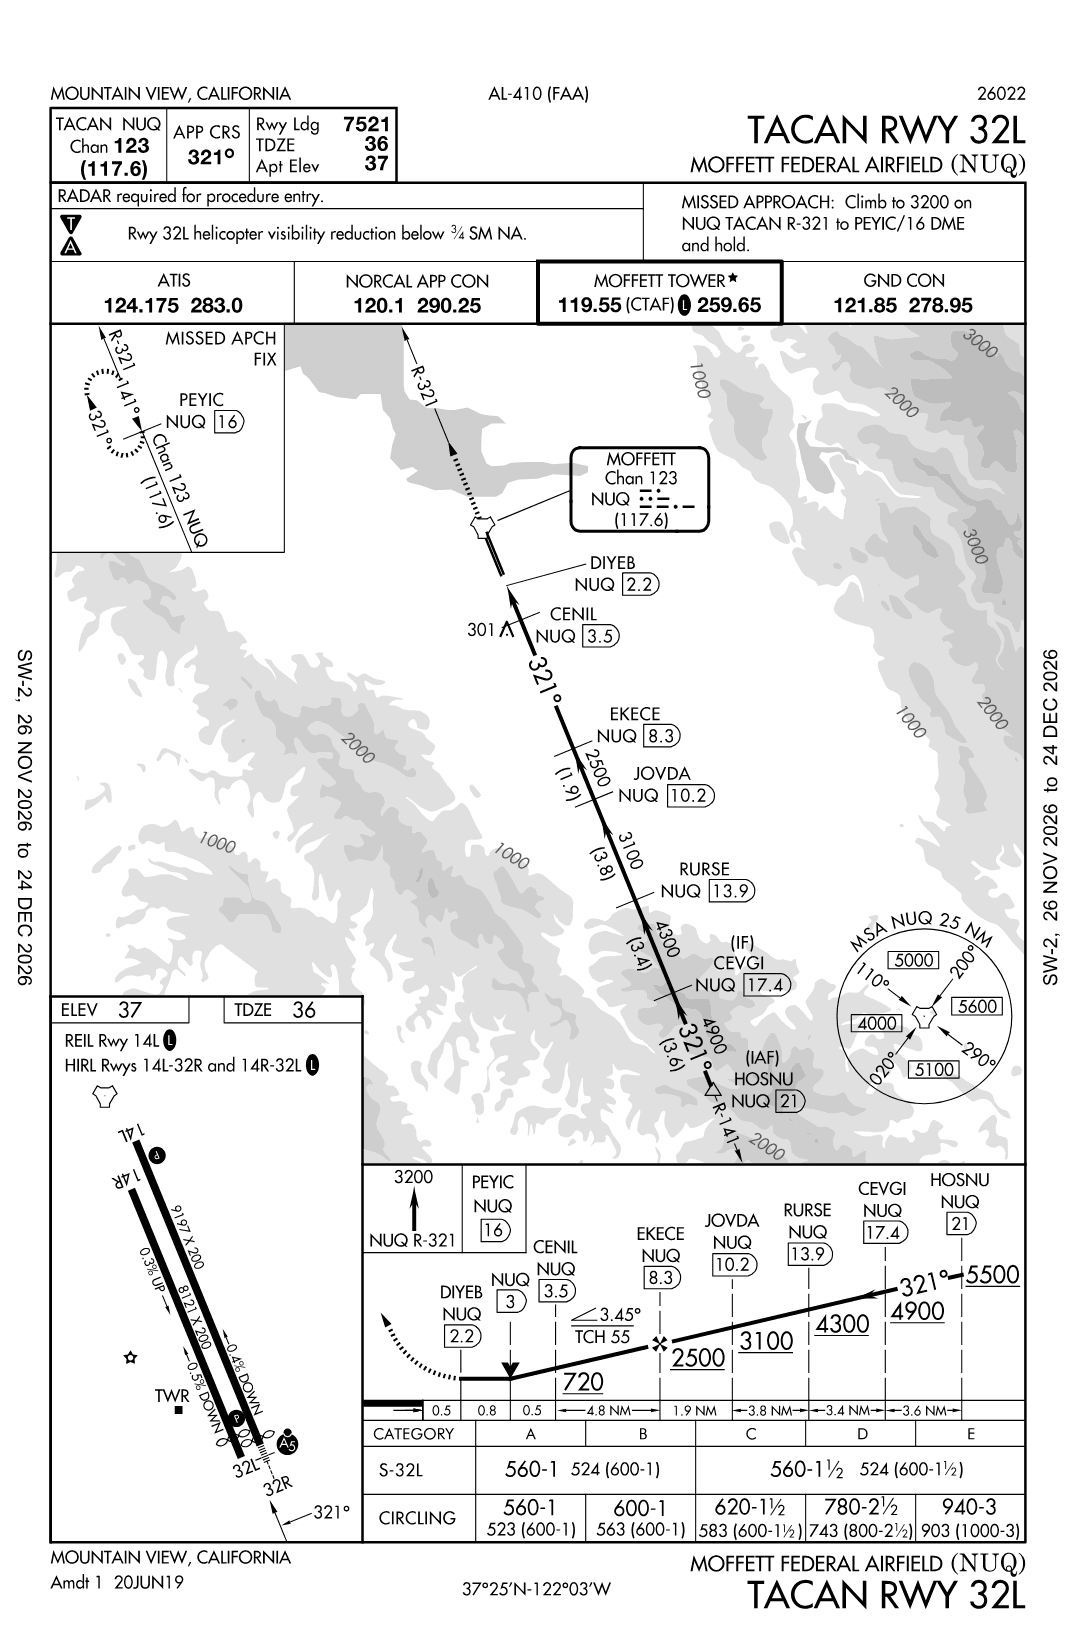 MOUNTAIN VIEW, CALIFORNIA
AL-410 (FAA)
26022
TACAN NUQ
Chan 123
(117.6)
APP CRS
321°
Rwy Ldg 7521
TDZE 36
Apt Elev 37
TACAN RWY 32L
MOFFETT FEDERAL AIRFIELD (NUQ)
RADAR required for procedure entry.
T
A
Rwy 32L helicopter visibility reduction below ¾ SM NA.
MISSED APPROACH: Climb to 3200 on
NUQ TACAN R-321 to PEYIC/16 DME
and hold.
ATIS
124.175 283.0
NORCAL APP CON
120.1 290.25
MOFFETT TOWER★
119.55 (CTAF) L 259.65
GND CON
121.85 278.95
MISSED APCH
FIX
R-321
141°
321°
PEYIC
NUQ 16
Chan 123 NUQ
(117.6)
R-321
1000
3000
2000
3000
MOFFETT
Chan 123
NUQ
(117.6)
DIYEB
NUQ 2.2
CENIL
NUQ 3.5
301
321°
EKECE
NUQ 8.3
2500
(1.9)
JOVDA
NUQ 10.2
3100
(3.8)
RURSE
NUQ 13.9
4300
(3.4)
(IF)
CEVGI
NUQ 17.4
4900
321°
(3.6)
(IAF)
HOSNU
NUQ 21
R-141
2000
2000
1000
1000
1000
2000
MSA NUQ 25 NM
110°
5000
200°
5600
4000
020°
5100
290°
SW-2, 26 NOV 2026 to 24 DEC 2026
SW-2, 26 NOV 2026 to 24 DEC 2026
ELEV 37
TDZE 36
REIL Rwy 14L L
HIRL Rwys 14L-32R and 14R-32L L
14L
P
14R
9197 X 200
0.3% UP
8121 X 200
0.4% DOWN
0.5% DOWN
TWR
P
A5
32L
32R
321°
3200
NUQ R-321
PEYIC
NUQ
16
DIYEB
NUQ
2.2
NUQ
3
CENIL
NUQ
3.5
3.45°
TCH 55
EKECE
NUQ
8.3
JOVDA
NUQ
10.2
RURSE
NUQ
13.9
CEVGI
NUQ
17.4
HOSNU
NUQ
21
321°
5500
4900
4300
3100
2500
720
0.5 0.8 0.5 4.8 NM 1.9 NM 3.8 NM 3.4 NM 3.6 NM
CATEGORY A B C D E
S-32L 560-1 524 (600-1) 560-1½ 524 (600-1½)
CIRCLING
560-1
523 (600-1)
600-1
563 (600-1)
620-1½
583 (600-1½)
780-2½
743 (800-2½)
940-3
903 (1000-3)
MOUNTAIN VIEW, CALIFORNIA
Amdt 1 20JUN19
37°25'N-122°03'W
MOFFETT FEDERAL AIRFIELD (NUQ)
TACAN RWY 32L